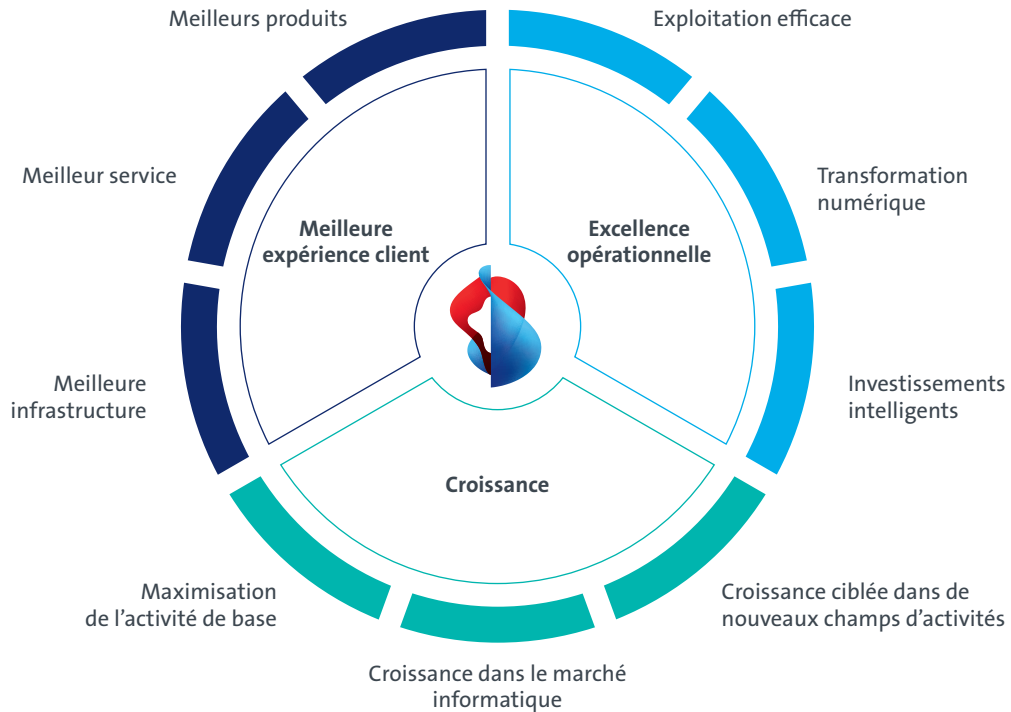 Meilleurs produits
Exploitation efficace
Meilleur service
Transformation
numérique
Meilleure
expérience client
Excellence
opérationnelle
Meilleure
infrastructure
Investissements
intelligents
Croissance
Maximisation
de l’activité de base
Croissance ciblée dans de
nouveaux champs d’activités
Croissance dans le marché
informatique